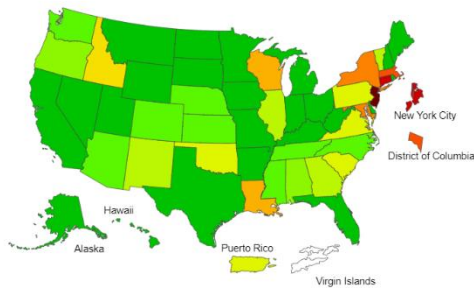 New York City
District of Columbia
Hawaii
Alaska
Puerto Rico
Virgin Islands